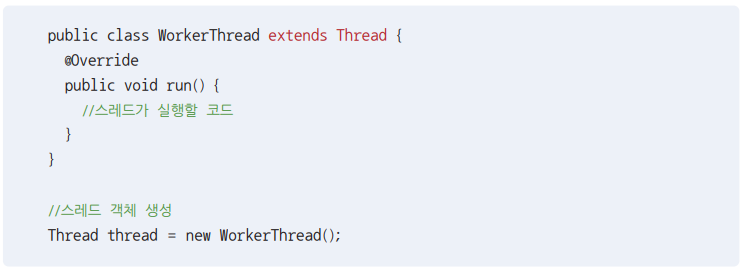 public class WorkerThread extends Thread {
@Override
public void run() {
//스레드가 실행할 코드
}
}
//스레드 객체 생성
Thread thread = new WorkerThread();